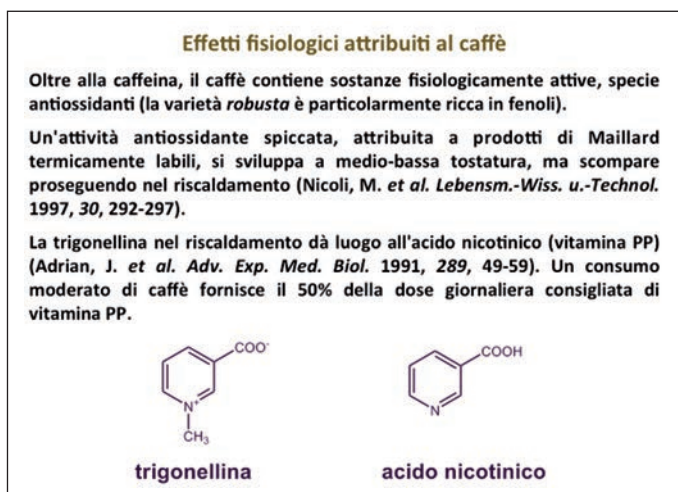 Effetti fisiologici attribuiti al caffè
Oltre alla caffeina, il caffè contiene sostanze fisiologicamente attive, specie
antiossidanti (la varietà robusta è particolarmente ricca in fenoli).
Un'attività antiossidante spiccata, attribuita a prodotti di Maillard
termicamente labili, si sviluppa a medio-bassa tostatura, ma scompare
proseguendo nel riscaldamento (Nicoli, M. et al. Lebensm.-Wiss. u.-Technol.
1997, 30, 292-297).
La trigonellina nel riscaldamento dà luogo all'acido nicotinico (vitamina PP)
(Adrian, J. et al. Adv. Exp. Med. Biol. 1991, 289, 49-59). Un consumo
moderato di caffè fornisce il 50% della dose giornaliera consigliata di
vitamina PP.
COO⁻
COOH
N⁺
N
CH₃
trigonellina
acido nicotinico